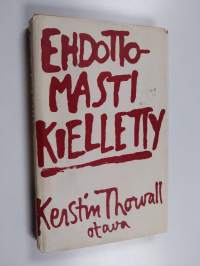 EHDOTTO-
MASTI
KIELLETTY
Kerstin Thorvall
otava